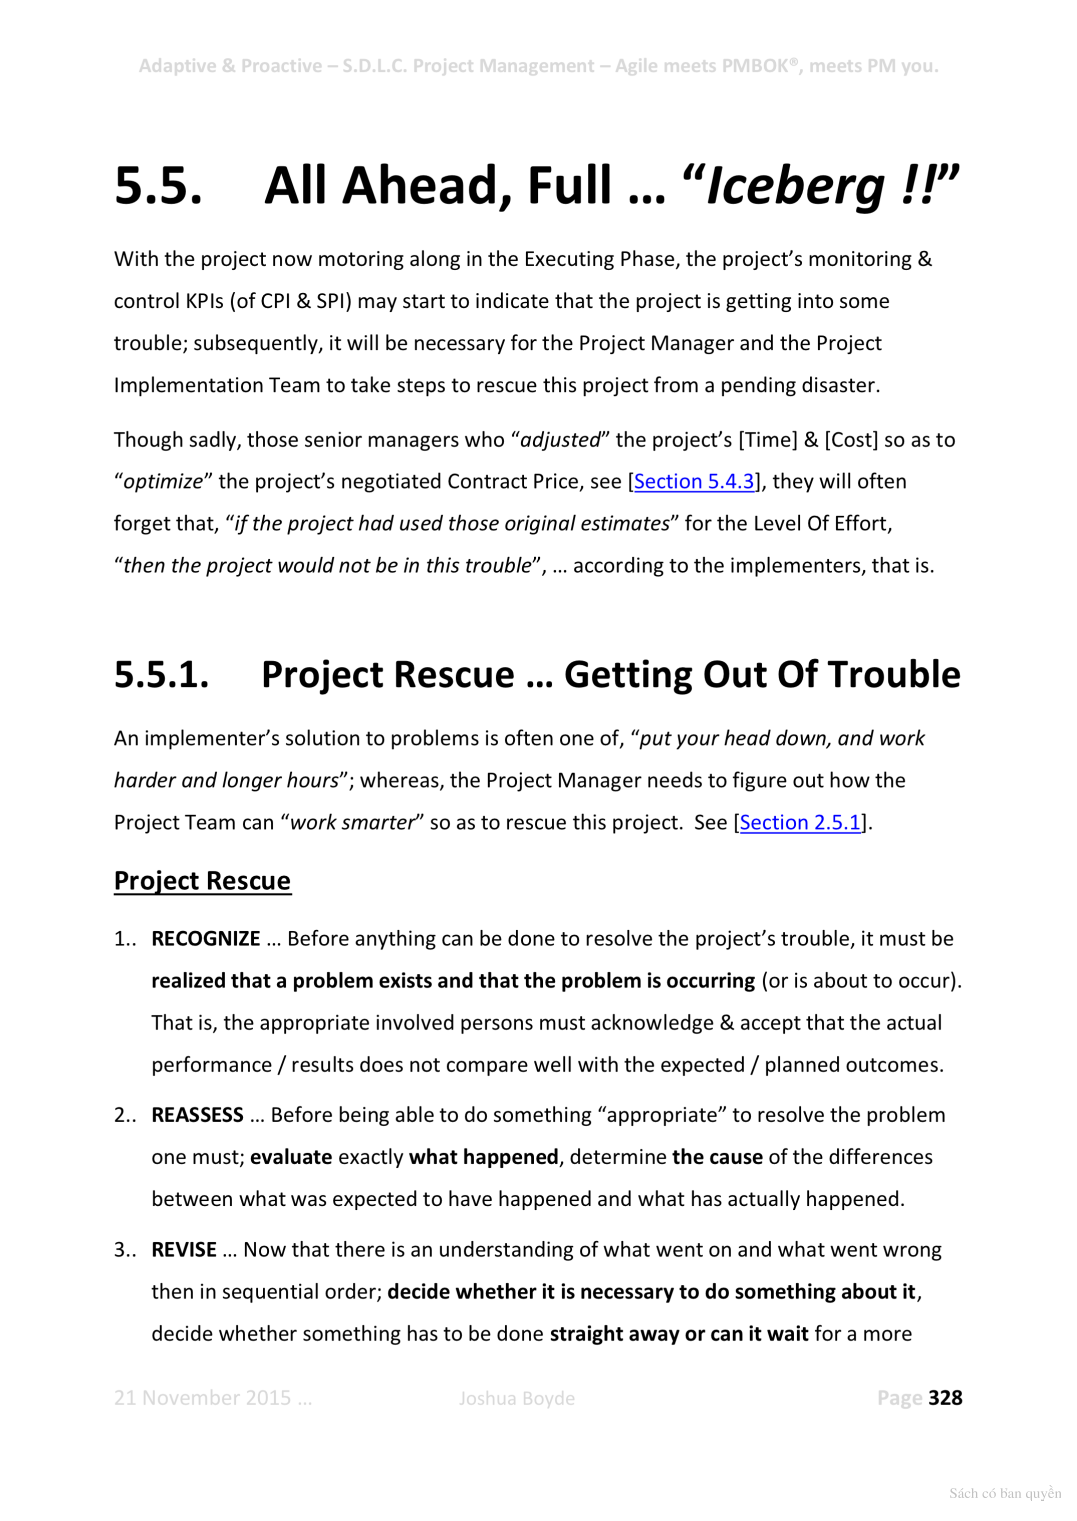 Adaptive & Proactive – S.D.L.C. Project Management – Agile meets PMBOK®, meets PM you.
5.5. All Ahead, Full … “Iceberg !!”
With the project now motoring along in the Executing Phase, the project’s monitoring &
control KPIs (of CPI & SPI) may start to indicate that the project is getting into some
trouble; subsequently, it will be necessary for the Project Manager and the Project
Implementation Team to take steps to rescue this project from a pending disaster.
Though sadly, those senior managers who “adjusted” the project’s [Time] & [Cost] so as to
“optimize” the project’s negotiated Contract Price, see [Section 5.4.3], they will often
forget that, “if the project had used those original estimates” for the Level Of Effort,
“then the project would not be in this trouble”, … according to the implementers, that is.
5.5.1. Project Rescue … Getting Out Of Trouble
An implementer’s solution to problems is often one of, “put your head down, and work
harder and longer hours”; whereas, the Project Manager needs to figure out how the
Project Team can “work smarter” so as to rescue this project.  See [Section 2.5.1].
Project Rescue
1.. RECOGNIZE … Before anything can be done to resolve the project’s trouble, it must be
realized that a problem exists and that the problem is occurring (or is about to occur).
That is, the appropriate involved persons must acknowledge & accept that the actual
performance / results does not compare well with the expected / planned outcomes.
2.. REASSESS … Before being able to do something “appropriate” to resolve the problem
one must; evaluate exactly what happened, determine the cause of the differences
between what was expected to have happened and what has actually happened.
3.. REVISE … Now that there is an understanding of what went on and what went wrong
then in sequential order; decide whether it is necessary to do something about it,
decide whether something has to be done straight away or can it wait for a more
21 November 2015 … Joshua Boyde Page 328
Sách có bản quyền